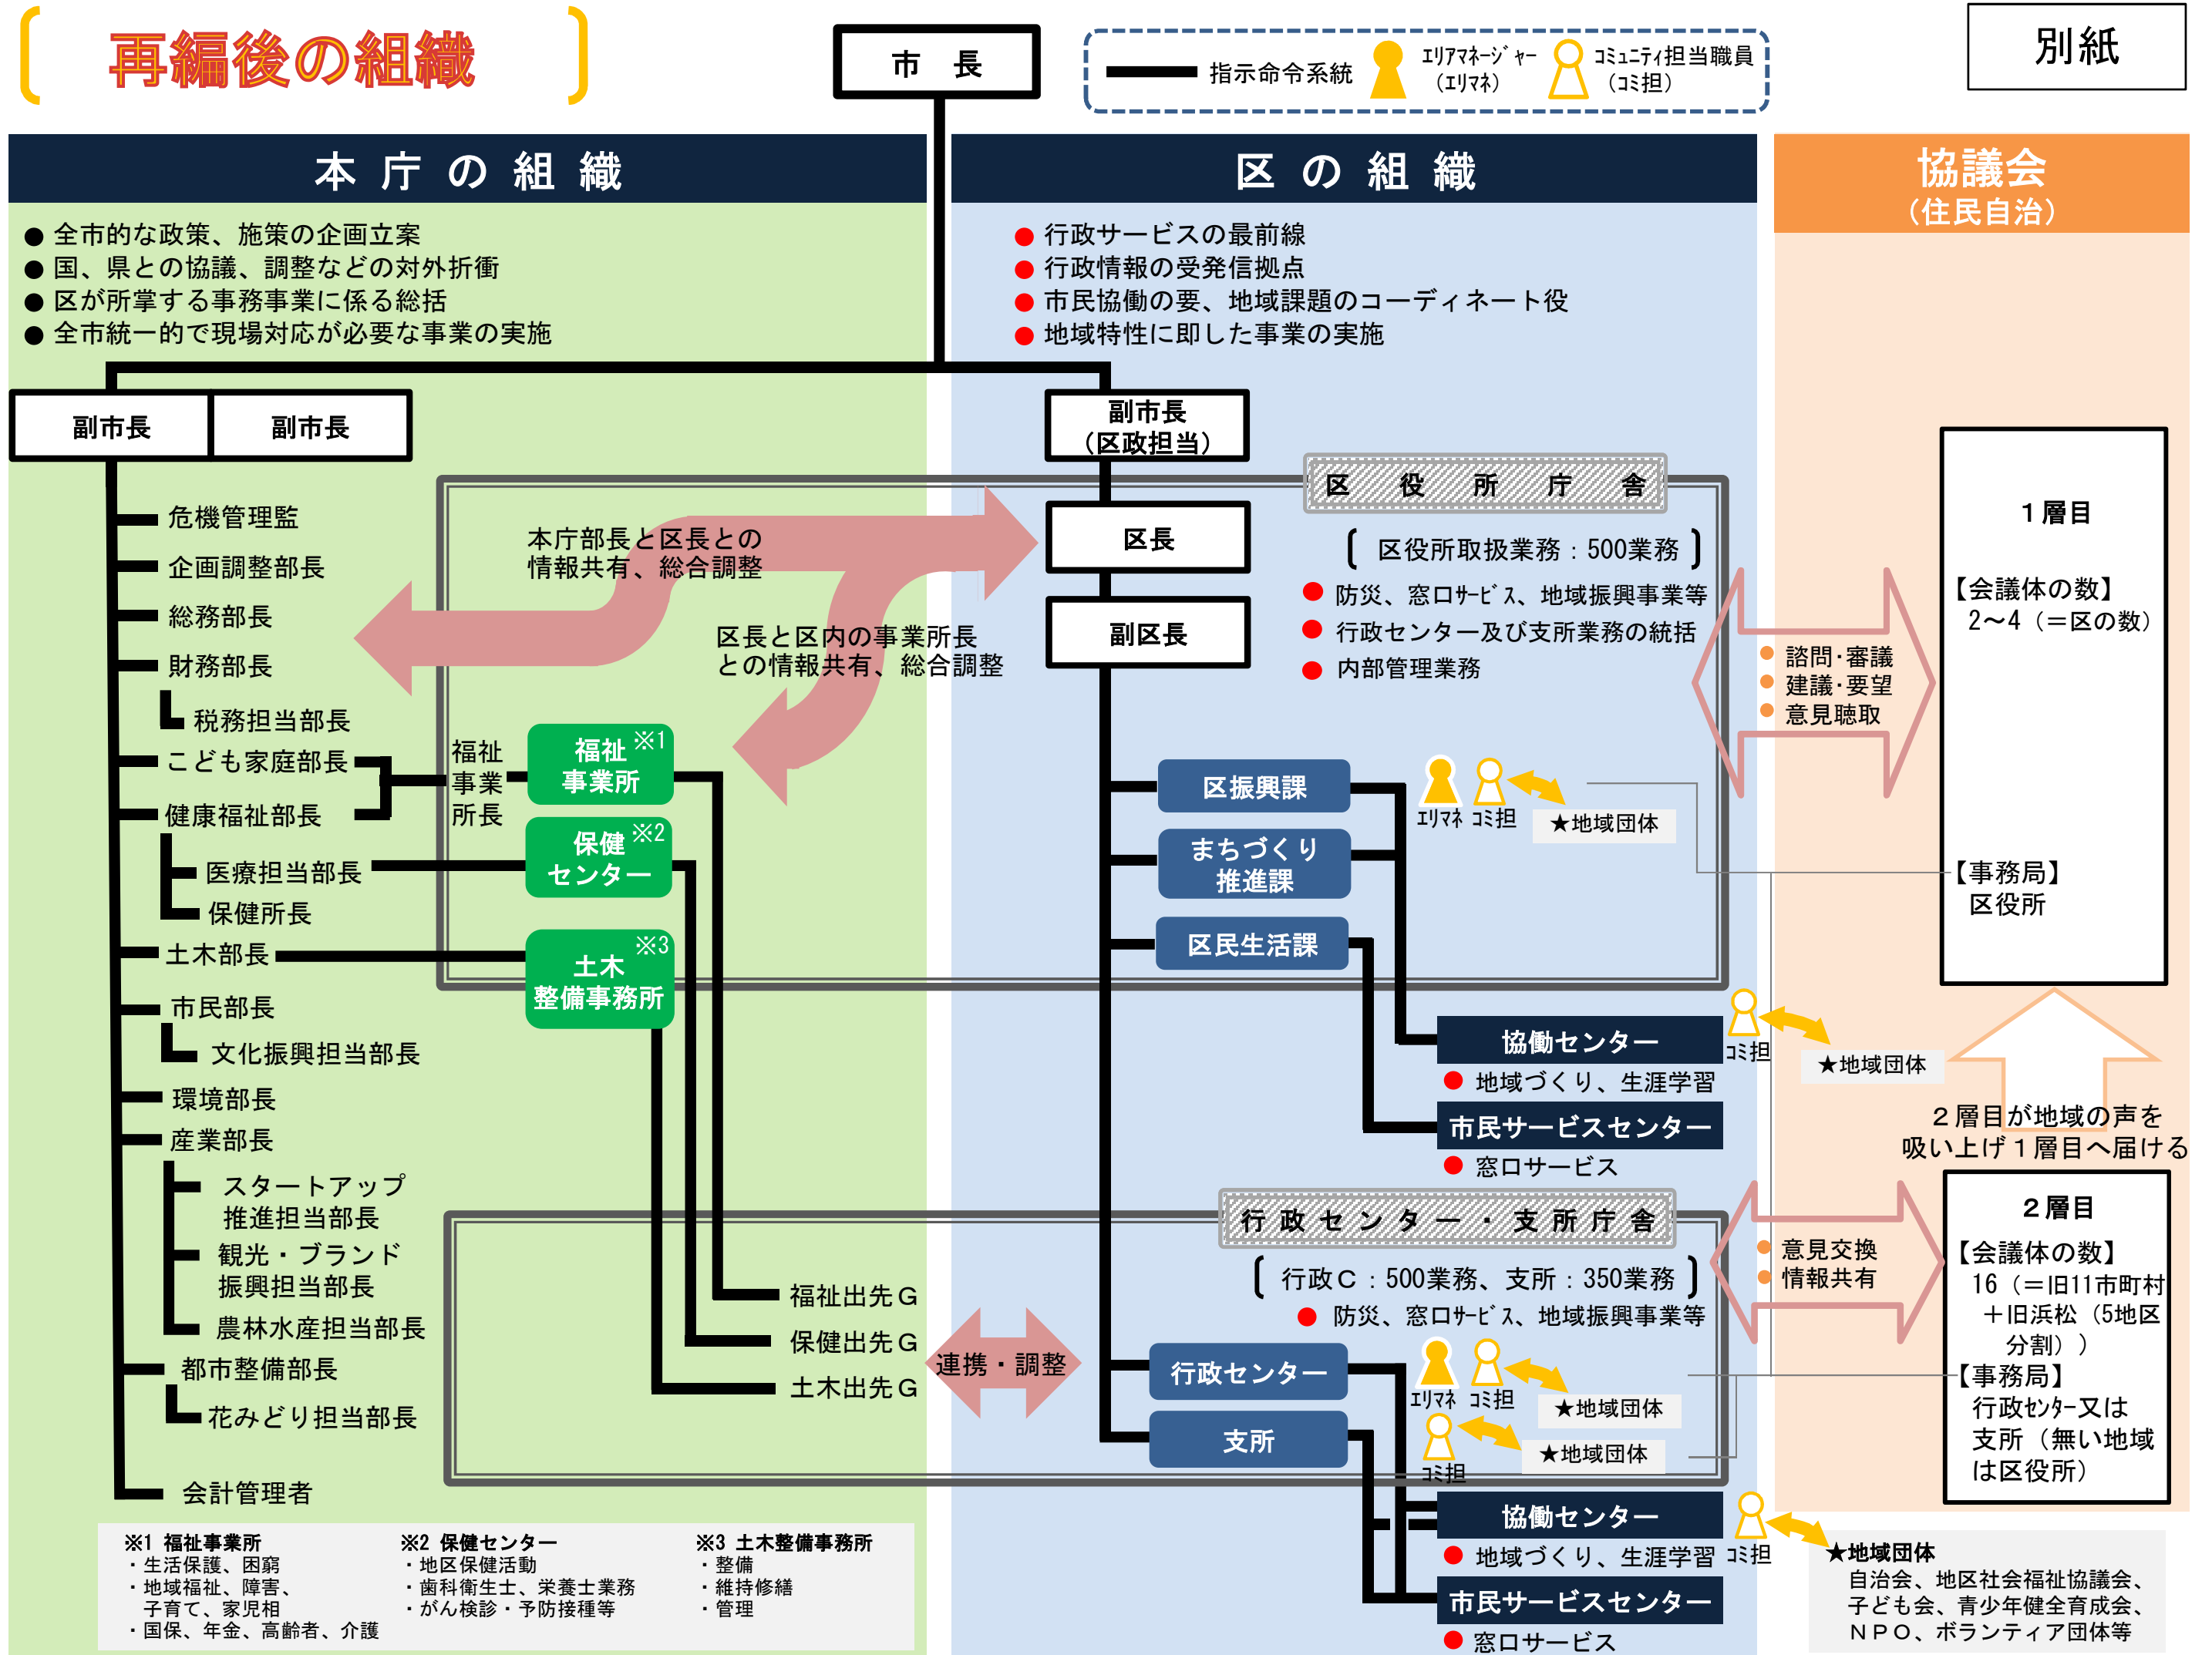 再編後の組織
市　長
指示命令系統
ｴﾘｱﾏﾈｰｼﾞｬｰ
（ｴﾘﾏﾈ）
ｺﾐｭﾆﾃｨ担当職員
（ｺﾐ担）
別紙
本庁の組織
● 全市的な政策、施策の企画立案
● 国、県との協議、調整などの対外折衝
● 区が所掌する事務事業に係る総括
● 全市統一的で現場対応が必要な事業の実施
区の組織
● 行政サービスの最前線
● 行政情報の受発信拠点
● 市民協働の要、地域課題のコーディネート役
● 地域特性に即した事業の実施
協議会
（住民自治）
副市長
副市長
副市長
（区政担当）
危機管理監
企画調整部長
総務部長
財務部長
税務担当部長
こども家庭部長
健康福祉部長
医療担当部長
保健所長
土木部長
市民部長
文化振興担当部長
環境部長
産業部長
スタートアップ
推進担当部長
観光・ブランド
振興担当部長
農林水産担当部長
都市整備部長
花みどり担当部長
会計管理者
本庁部長と区長との
情報共有、総合調整
区長と区内の事業所長
との情報共有、総合調整
福祉
事業
所長
福祉 ※1
事業所
保健 ※2
センター
※3
土木
整備事務所
福祉出先Ｇ
保健出先Ｇ
土木出先Ｇ
連携・調整
区長
副区長
区役所庁舎
区役所取扱業務：500業務
● 防災、窓口ｻｰﾋﾞｽ、地域振興事業等
● 行政センター及び支所業務の統括
● 内部管理業務
区振興課
まちづくり
推進課
区民生活課
ｴﾘﾏﾈ ｺﾐ担
★地域団体
協働センター
● 地域づくり、生涯学習
市民サービスセンター
● 窓口サービス
ｺﾐ担
★地域団体
行政センター・支所庁舎
行政Ｃ：500業務、支所：350業務
● 防災、窓口ｻｰﾋﾞｽ、地域振興事業等
行政センター
支所
ｴﾘﾏﾈ ｺﾐ担
★地域団体
ｺﾐ担
★地域団体
協働センター
● 地域づくり、生涯学習
市民サービスセンター
● 窓口サービス
ｺﾐ担
● 諮問･審議
● 建議･要望
● 意見聴取
１層目
【会議体の数】
2～4（＝区の数）
【事務局】
区役所
２層目が地域の声を
吸い上げ１層目へ届ける
● 意見交換
● 情報共有
２層目
【会議体の数】
16（＝旧11市町村
＋旧浜松（5地区
分割））
【事務局】
行政ｾﾝﾀｰ又は
支所（無い地域
は区役所）
★地域団体
自治会、地区社会福祉協議会、
子ども会、青少年健全育成会、
ＮＰＯ、ボランティア団体等
※1 福祉事業所
・生活保護、困窮
・地域福祉、障害、
子育て、家児相
・国保、年金、高齢者、介護
※2 保健センター
・地区保健活動
・歯科衛生士、栄養士業務
・がん検診・予防接種等
※3 土木整備事務所
・整備
・維持修繕
・管理